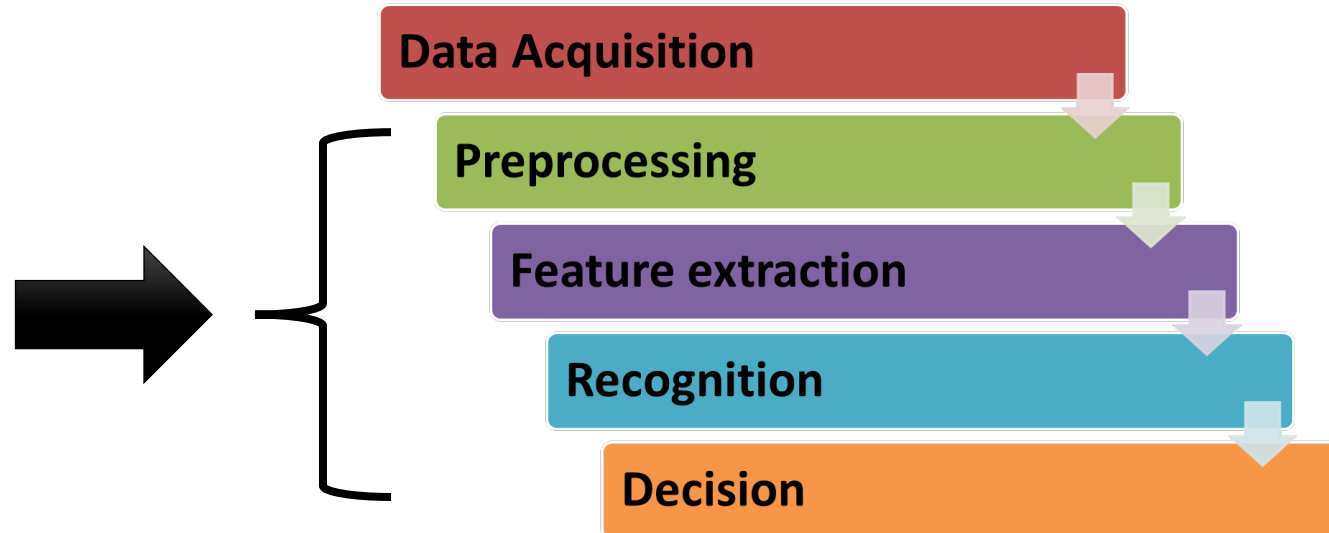 Data Acquisition
Preprocessing
Feature extraction
Recognition
Decision